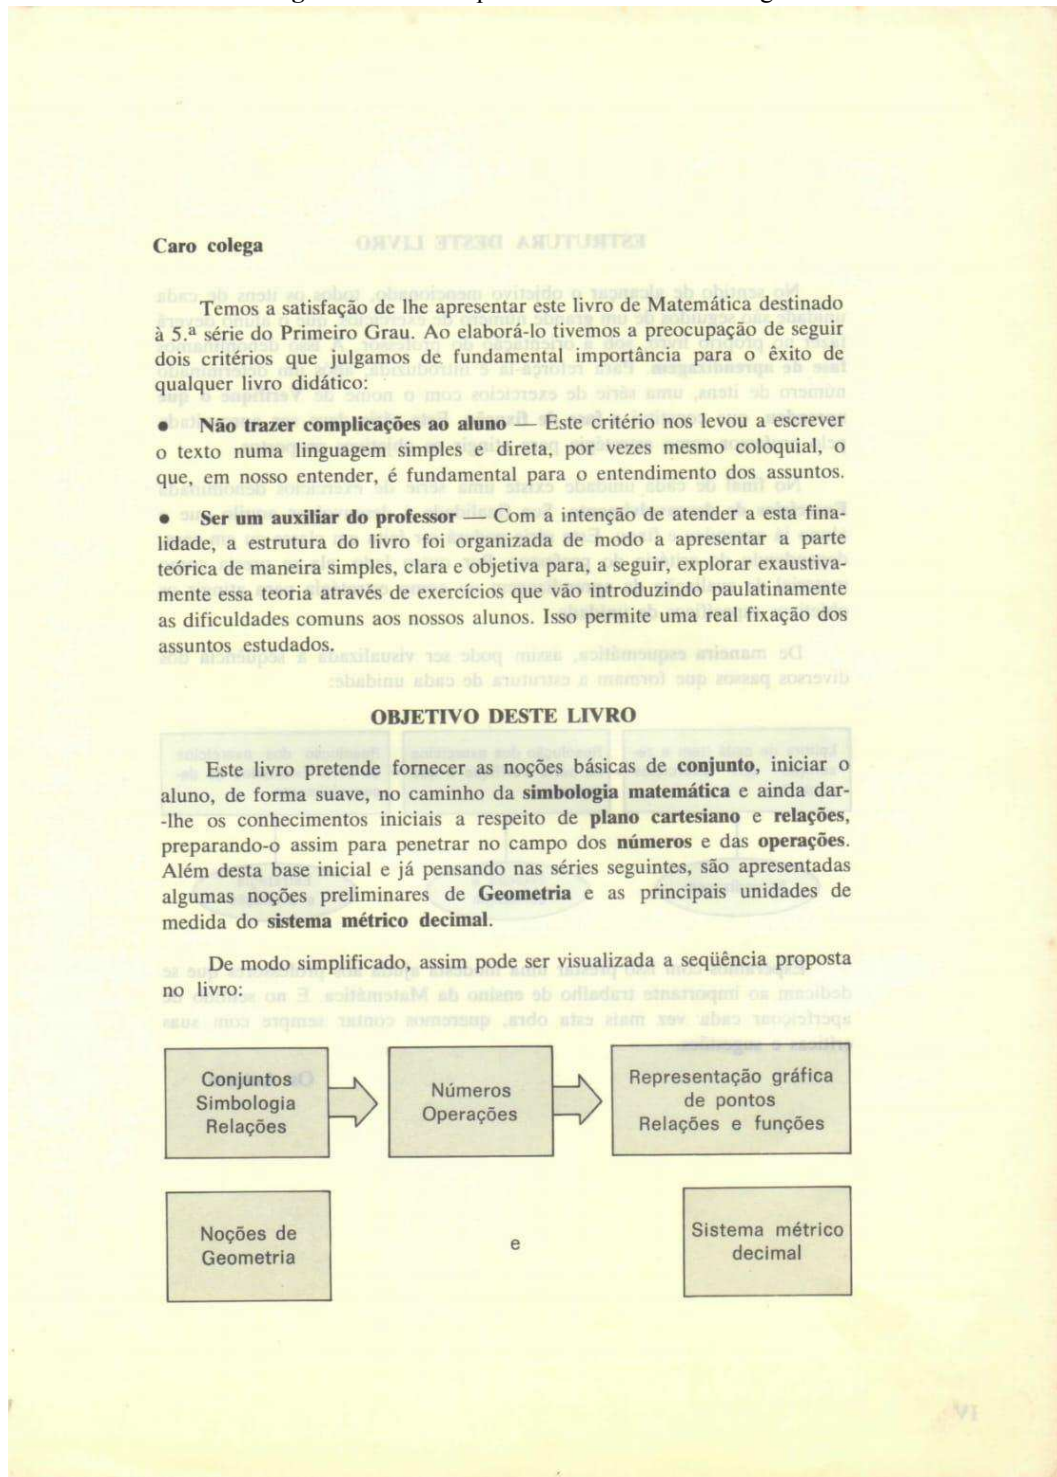 Caro colega
Temos a satisfação de lhe apresentar este livro de Matemática destinado
à 5.ª série do Primeiro Grau. Ao elaborá-lo tivemos a preocupação de seguir
dois critérios que julgamos de fundamental importância para o êxito de
qualquer livro didático:
• Não trazer complicações ao aluno — Este critério nos levou a escrever
o texto numa linguagem simples e direta, por vezes mesmo coloquial, o
que, em nosso entender, é fundamental para o entendimento dos assuntos.
• Ser um auxiliar do professor — Com a intenção de atender a esta fina-
lidade, a estrutura do livro foi organizada de modo a apresentar a parte
teórica de maneira simples, clara e objetiva para, a seguir, explorar exaustiva-
mente essa teoria através de exercícios que vão introduzindo paulatinamente
as dificuldades comuns aos nossos alunos. Isso permite uma real fixação dos
assuntos estudados.
OBJETIVO DESTE LIVRO
Este livro pretende fornecer as noções básicas de conjunto, iniciar o
aluno, de forma suave, no caminho da simbologia matemática e ainda dar-
-lhe os conhecimentos iniciais a respeito de plano cartesiano e relações,
preparando-o assim para penetrar no campo dos números e das operações.
Além desta base inicial e já pensando nas séries seguintes, são apresentadas
algumas noções preliminares de Geometria e as principais unidades de
medida do sistema métrico decimal.
De modo simplificado, assim pode ser visualizada a seqüência proposta
no livro:
Conjuntos
Simbologia
Relações
Números
Operações
Representação gráfica
de pontos
Relações e funções
Noções de
Geometria
e
Sistema métrico
decimal